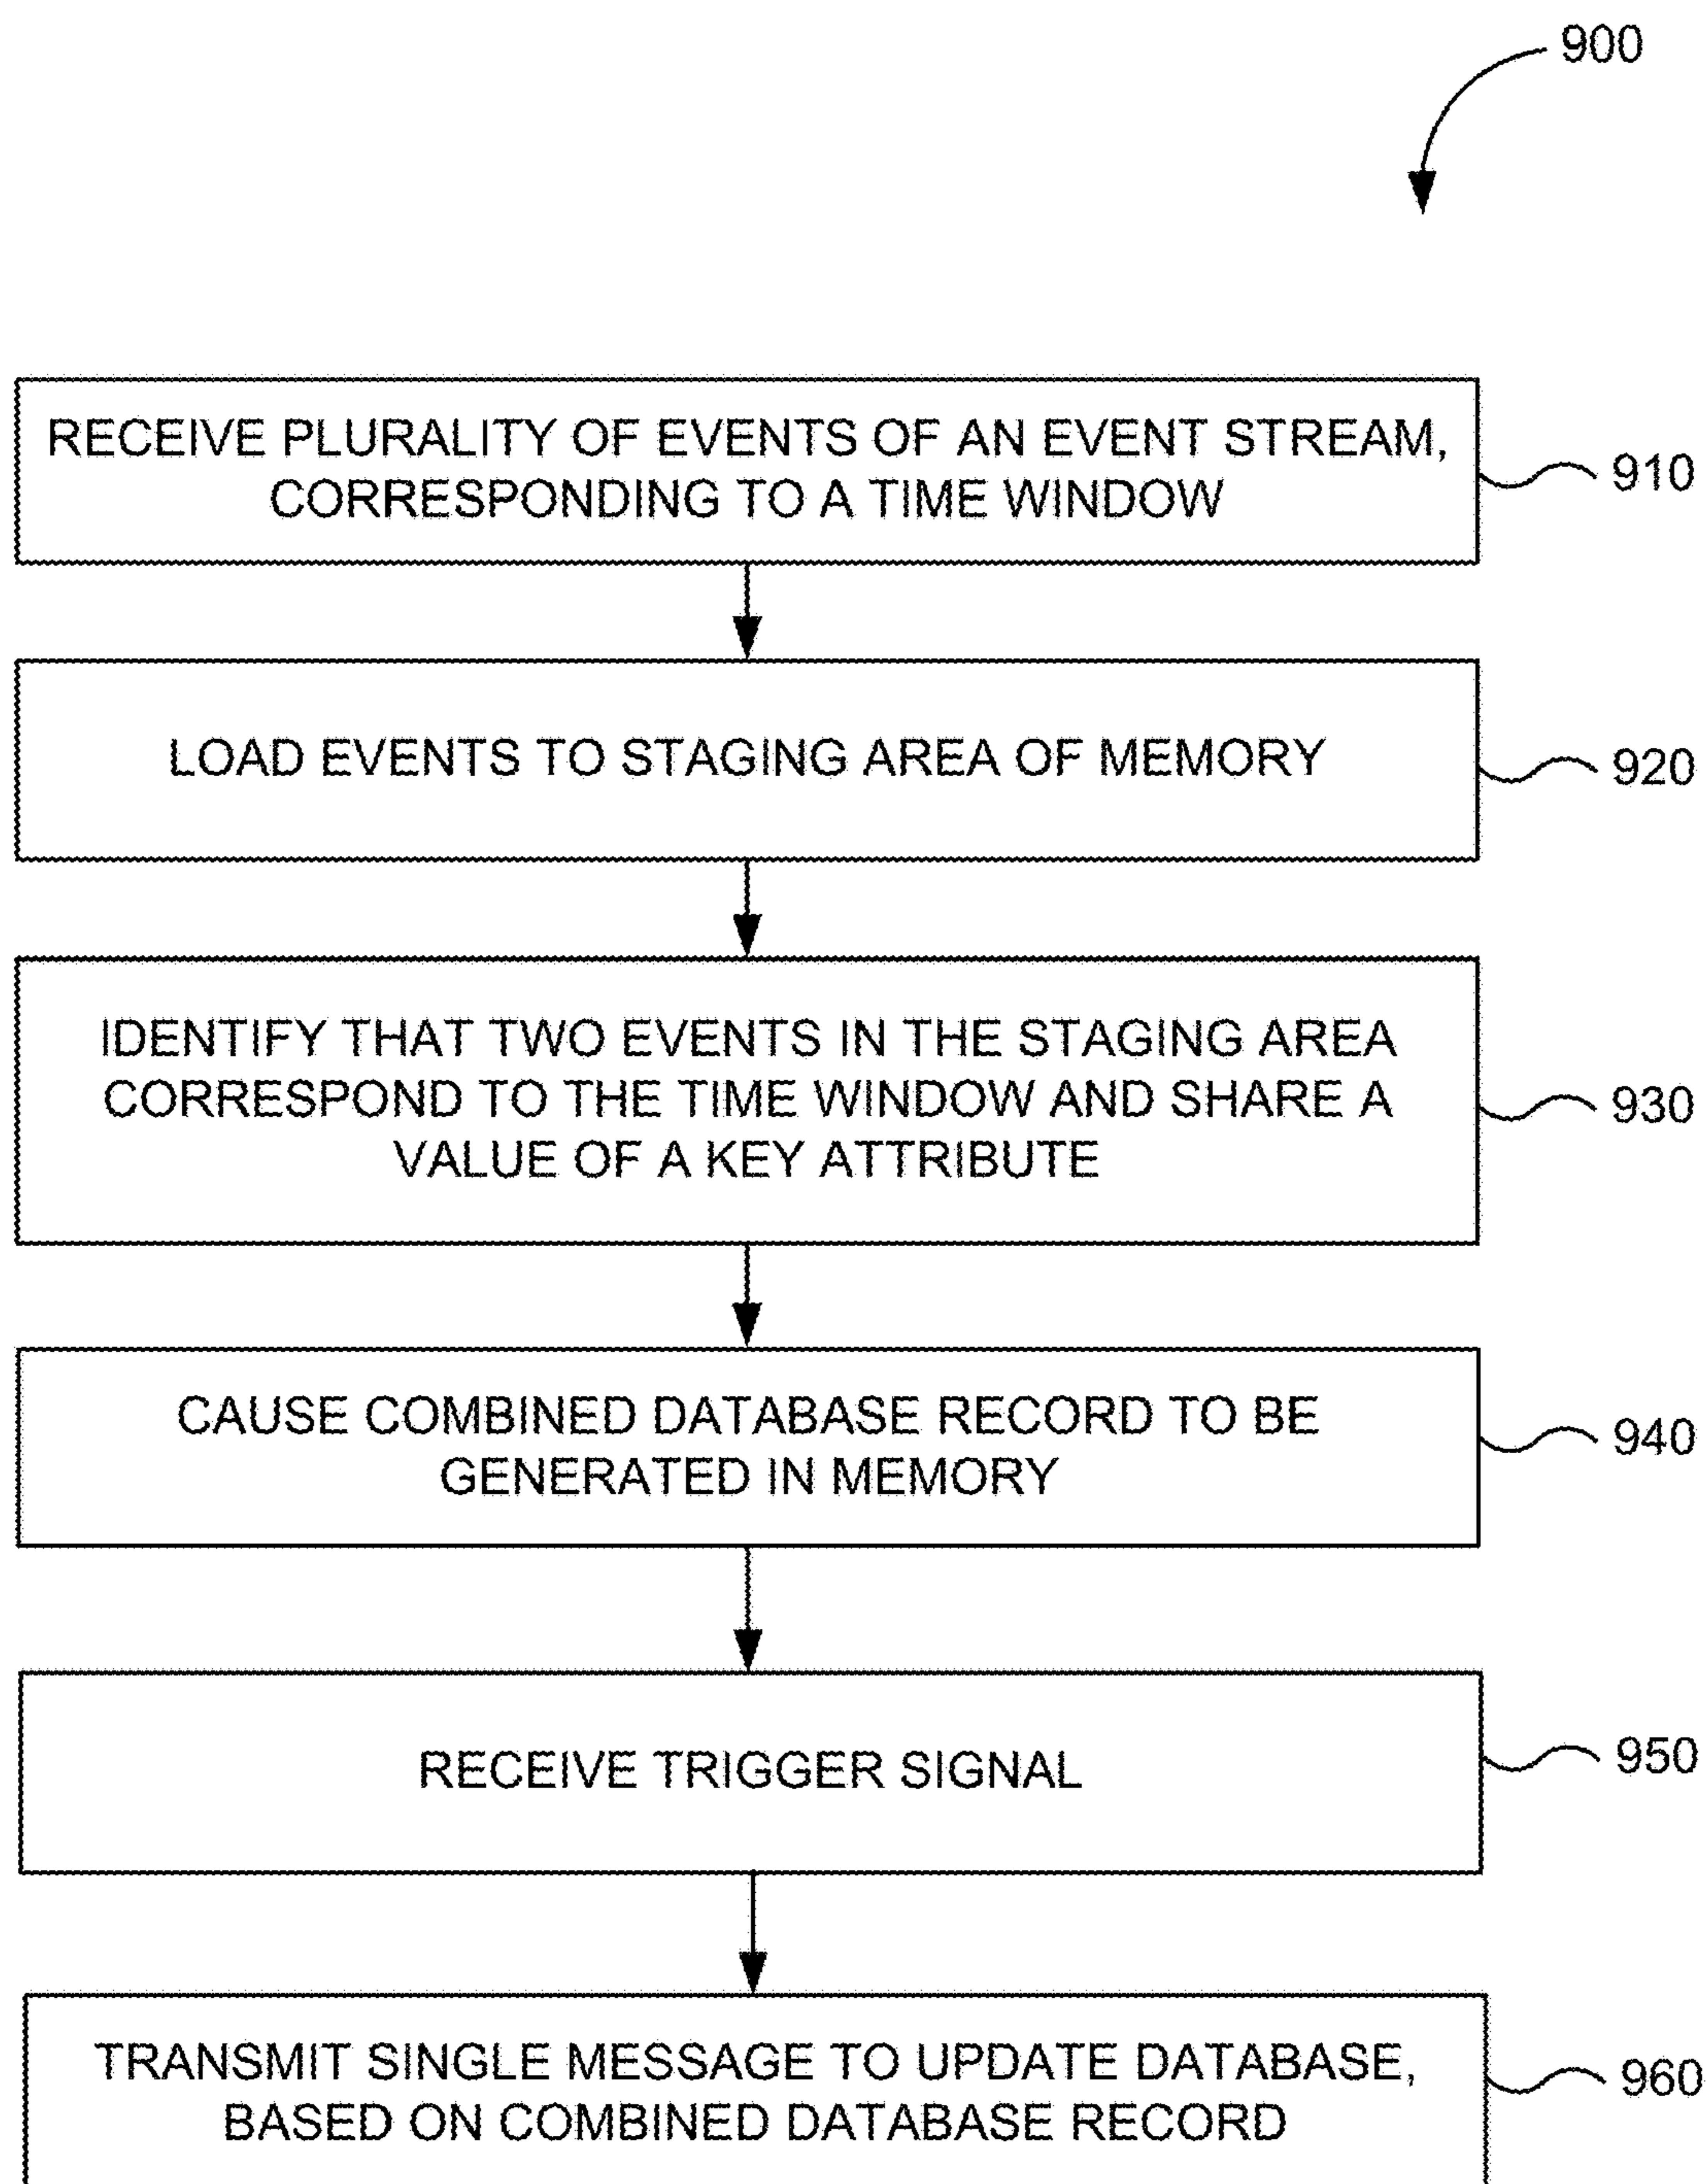 900
RECEIVE PLURALITY OF EVENTS OF AN EVENT STREAM,
CORRESPONDING TO A TIME WINDOW
910
LOAD EVENTS TO STAGING AREA OF MEMORY
920
IDENTIFY THAT TWO EVENTS IN THE STAGING AREA
CORRESPOND TO THE TIME WINDOW AND SHARE A
VALUE OF A KEY ATTRIBUTE
930
CAUSE COMBINED DATABASE RECORD TO BE
GENERATED IN MEMORY
940
RECEIVE TRIGGER SIGNAL
950
TRANSMIT SINGLE MESSAGE TO UPDATE DATABASE,
BASED ON COMBINED DATABASE RECORD
960